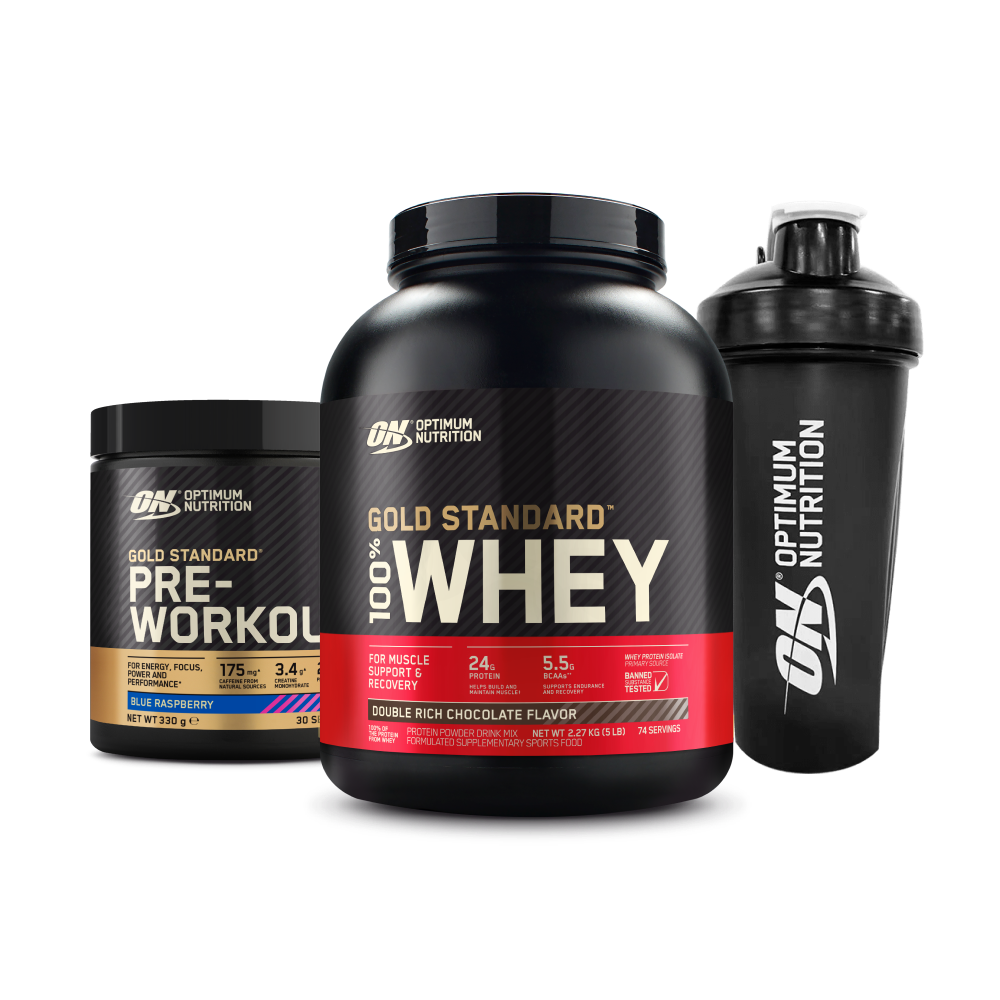 ON® OPTIMUM
NUTRITION
GOLD STANDARD®
PRE-
WORKOU
FOR ENERGY, FOCUS,
POWER AND
PERFORMANCE*
175 mg*
CAFFEINE FROM
NATURAL SOURCES
3.4 g*
CREATINE
MONOHYDRATE
BLUE RASPBERRY
NET WT 330 g ℮
30 SE
ON® OPTIMUM
NUTRITION
GOLD STANDARD™
100%
WHEY
FOR MUSCLE
SUPPORT &
RECOVERY
24G
PROTEIN
HELPS BUILD AND
MAINTAIN MUSCLE!
5.5G
BCAAs**
SUPPORTS ENDURANCE
AND RECOVERY
WHEY PROTEIN ISOLATE
PRIMARY SOURCE
BANNED
SUBSTANCE
TESTED
DOUBLE RICH CHOCOLATE FLAVOR
100% OF
THE PROTEIN
FROM WHEY
PROTEIN POWDER DRINK MIX
FORMULATED SUPPLEMENTARY SPORTS FOOD
NET WT 2.27 KG (5 LB)
74 SERVINGS
ON® OPTIMUM
NUTRITION